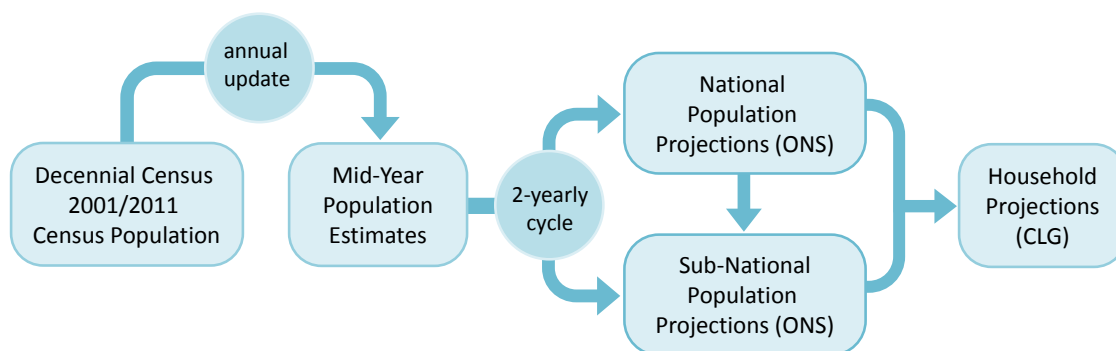 annual
update
Decennial Census
2001/2011
Census Population
Mid-Year
Population
Estimates
2-yearly
cycle
National
Population
Projections (ONS)
Sub-National
Population
Projections (ONS)
Household
Projections
(CLG)